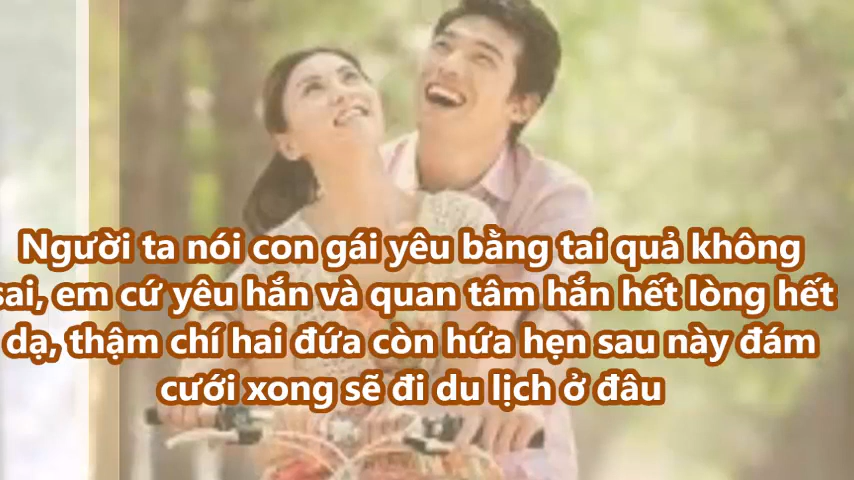 Người ta nói con gái yêu bằng tai quả không
sai, em cứ yêu hắn và quan tâm hắn hết lòng hết
dạ, thậm chí hai đứa còn hứa hẹn sau này đám
cưới xong sẽ đi du lịch ở đâu